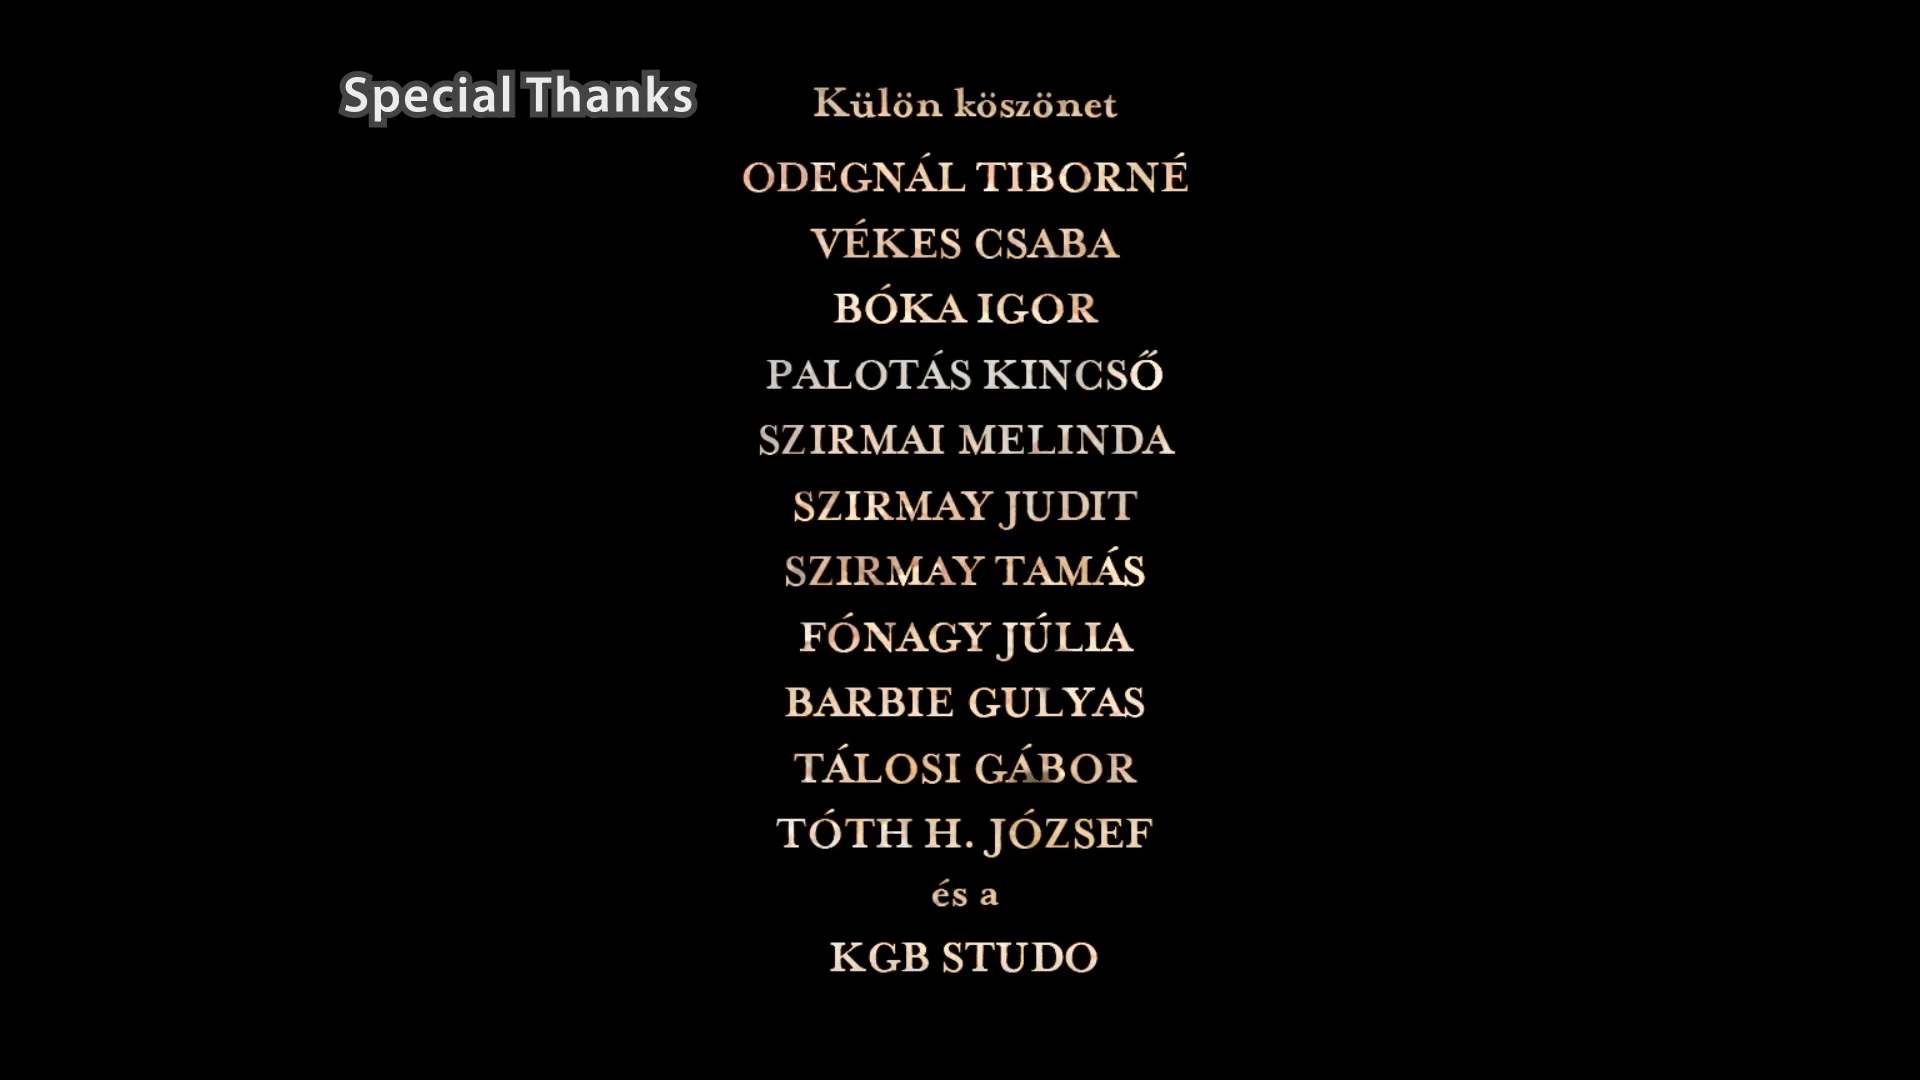 Special Thanks
Külön köszönet
ODEGNÁL TIBORNÉ
VÉKES CSABA
BÓKA IGOR
PALOTÁS KINCSŐ
SZIRMAI MELINDA
SZIRMAY JUDIT
SZIRMAY TAMÁS
FÓNAGY JÚLIA
BARBIE GULYAS
TÁLOSI GÁBOR
TÓTH H. JÓZSEF
és a
KGB STUDO